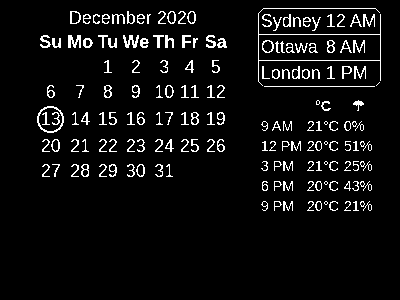 December 2020
Su Mo Tu We Th Fr Sa
1 2 3 4 5
6 7 8 9 10 11 12
13 14 15 16 17 18 19
20 21 22 23 24 25 26
27 28 29 30 31
Sydney 12 AM
Ottawa 8 AM
London 1 PM
°C ☂
9 AM 21°C 0%
12 PM 20°C 51%
3 PM 21°C 25%
6 PM 20°C 43%
9 PM 20°C 21%